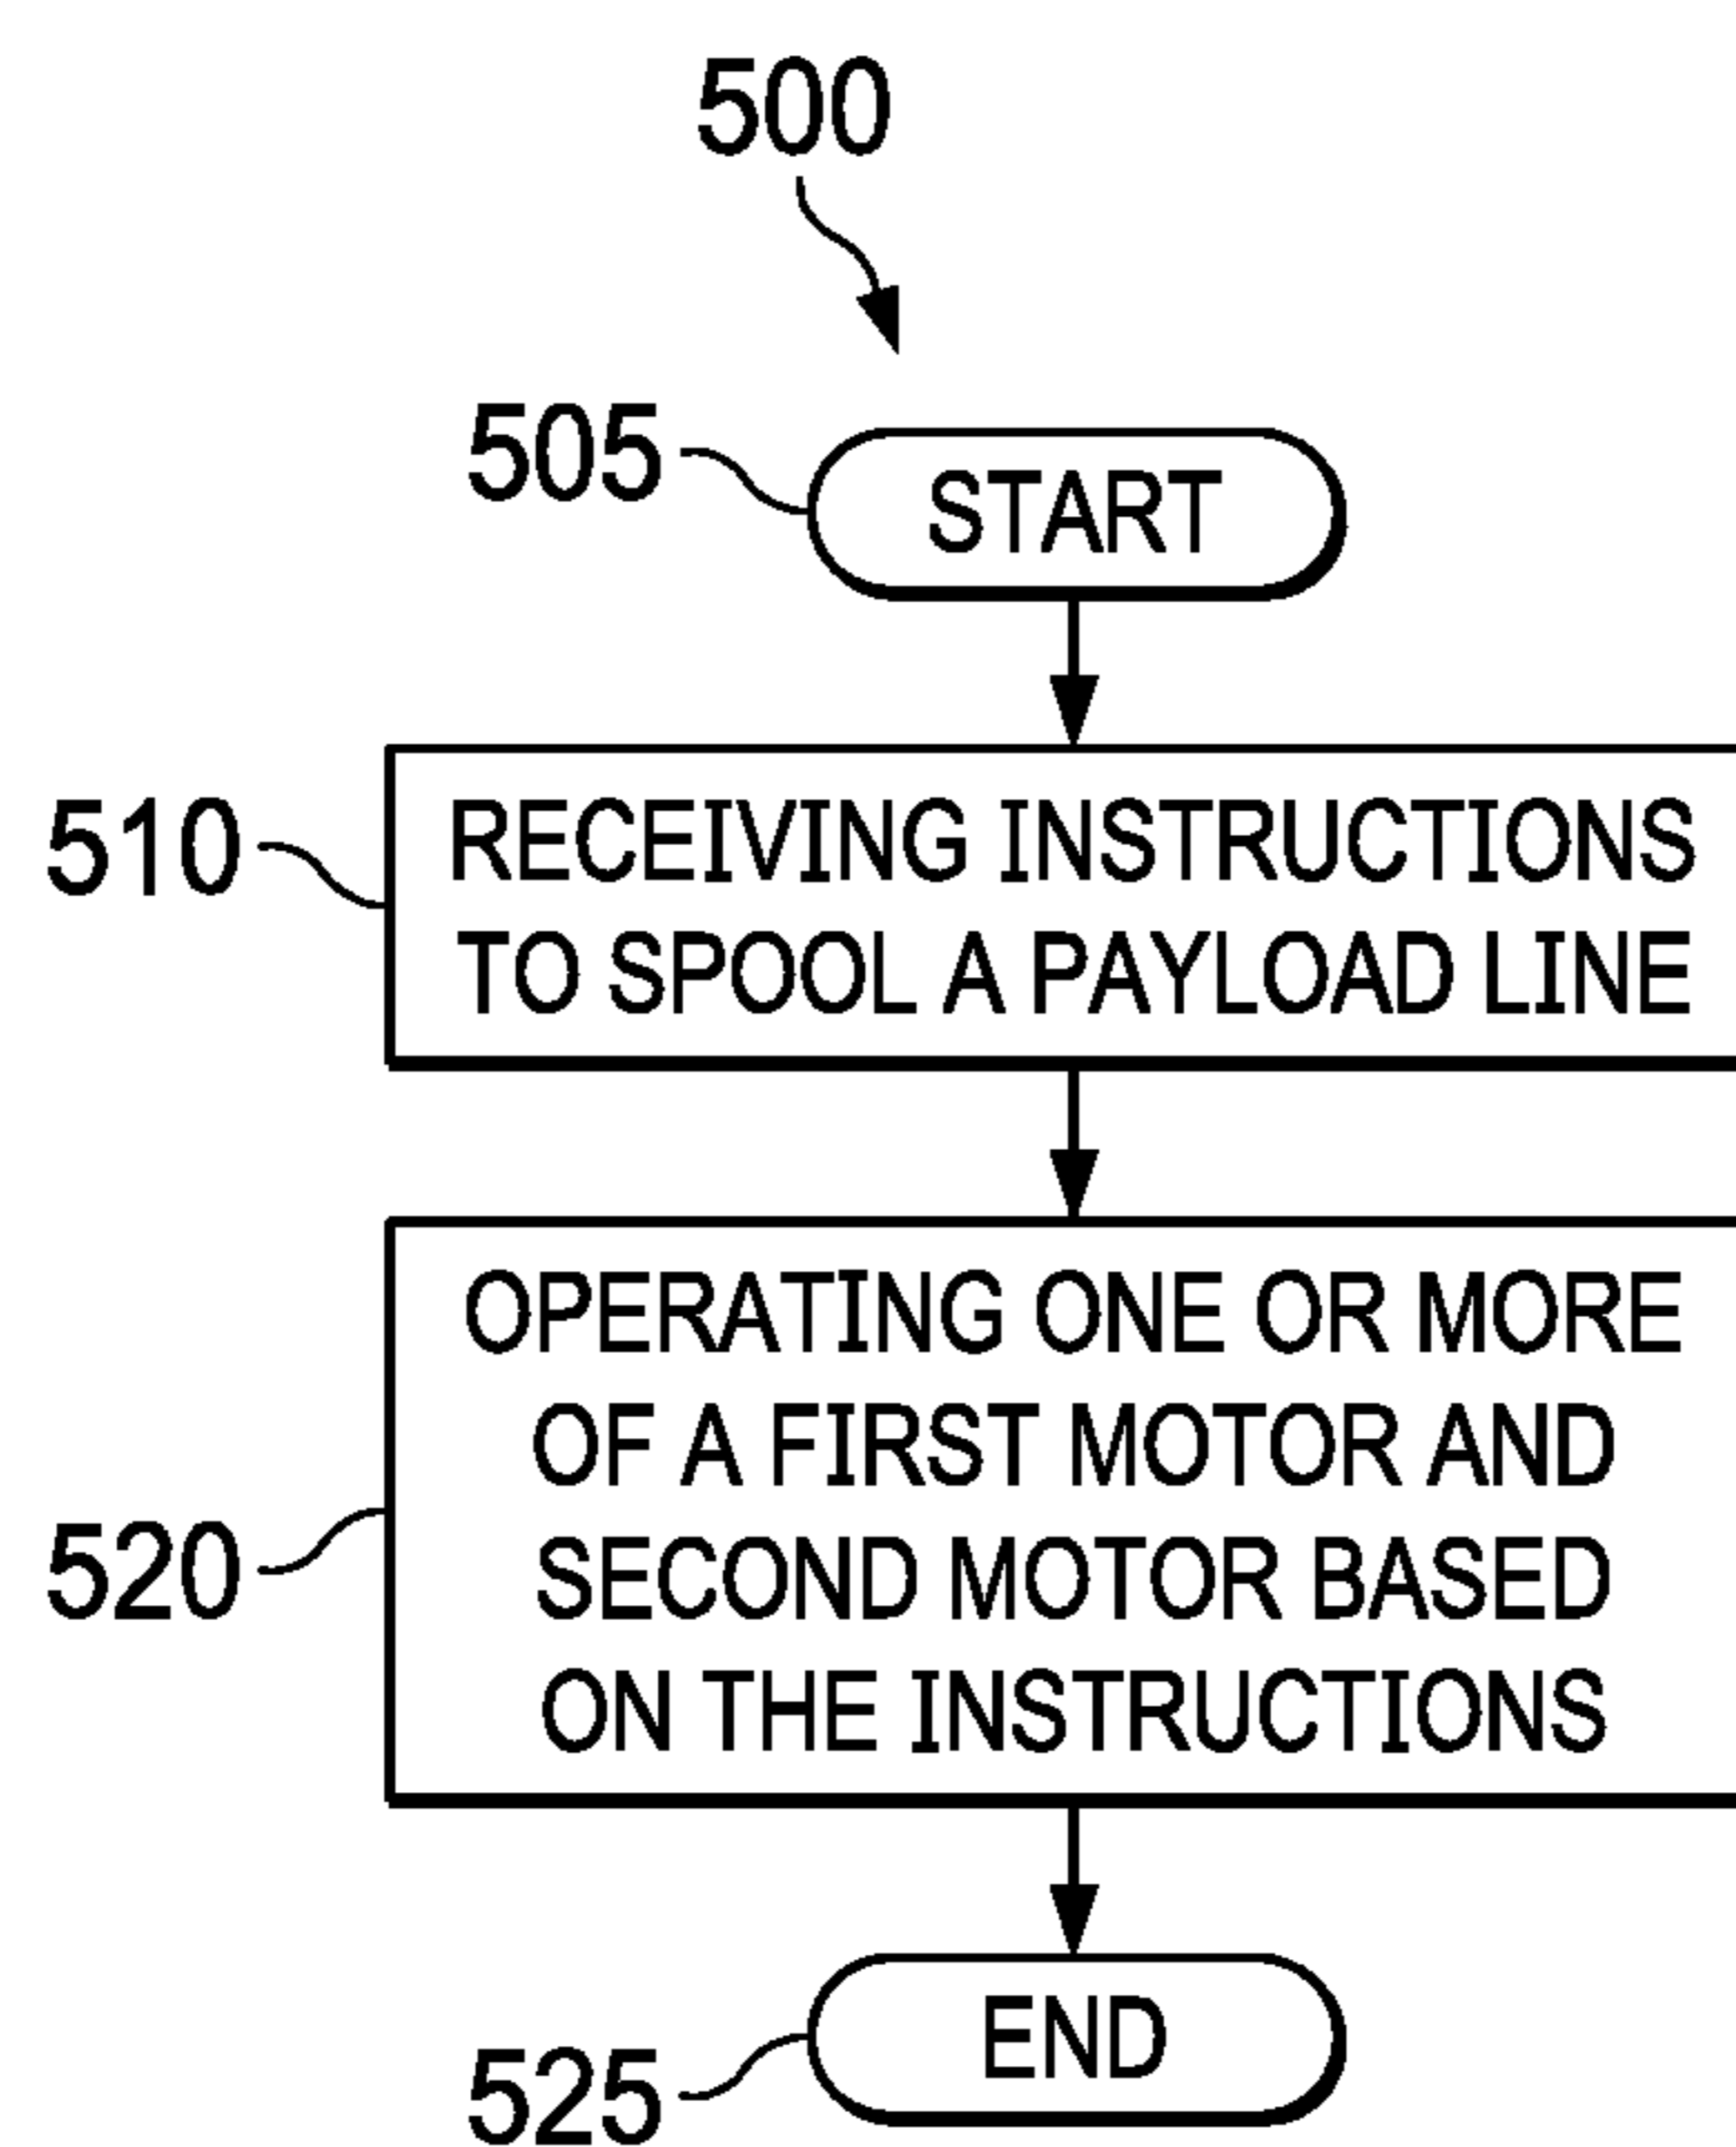 500
505
START
510
RECEIVING INSTRUCTIONS
TO SPOOL A PAYLOAD LINE
OPERATING ONE OR MORE
OF A FIRST MOTOR AND
520
SECOND MOTOR BASED
ON THE INSTRUCTIONS
END
525